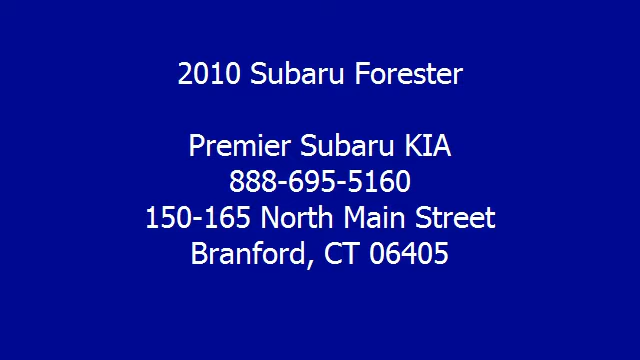 2010 Subaru Forester
Premier Subaru KIA
888-695-5160
150-165 North Main Street
Branford, CT 06405